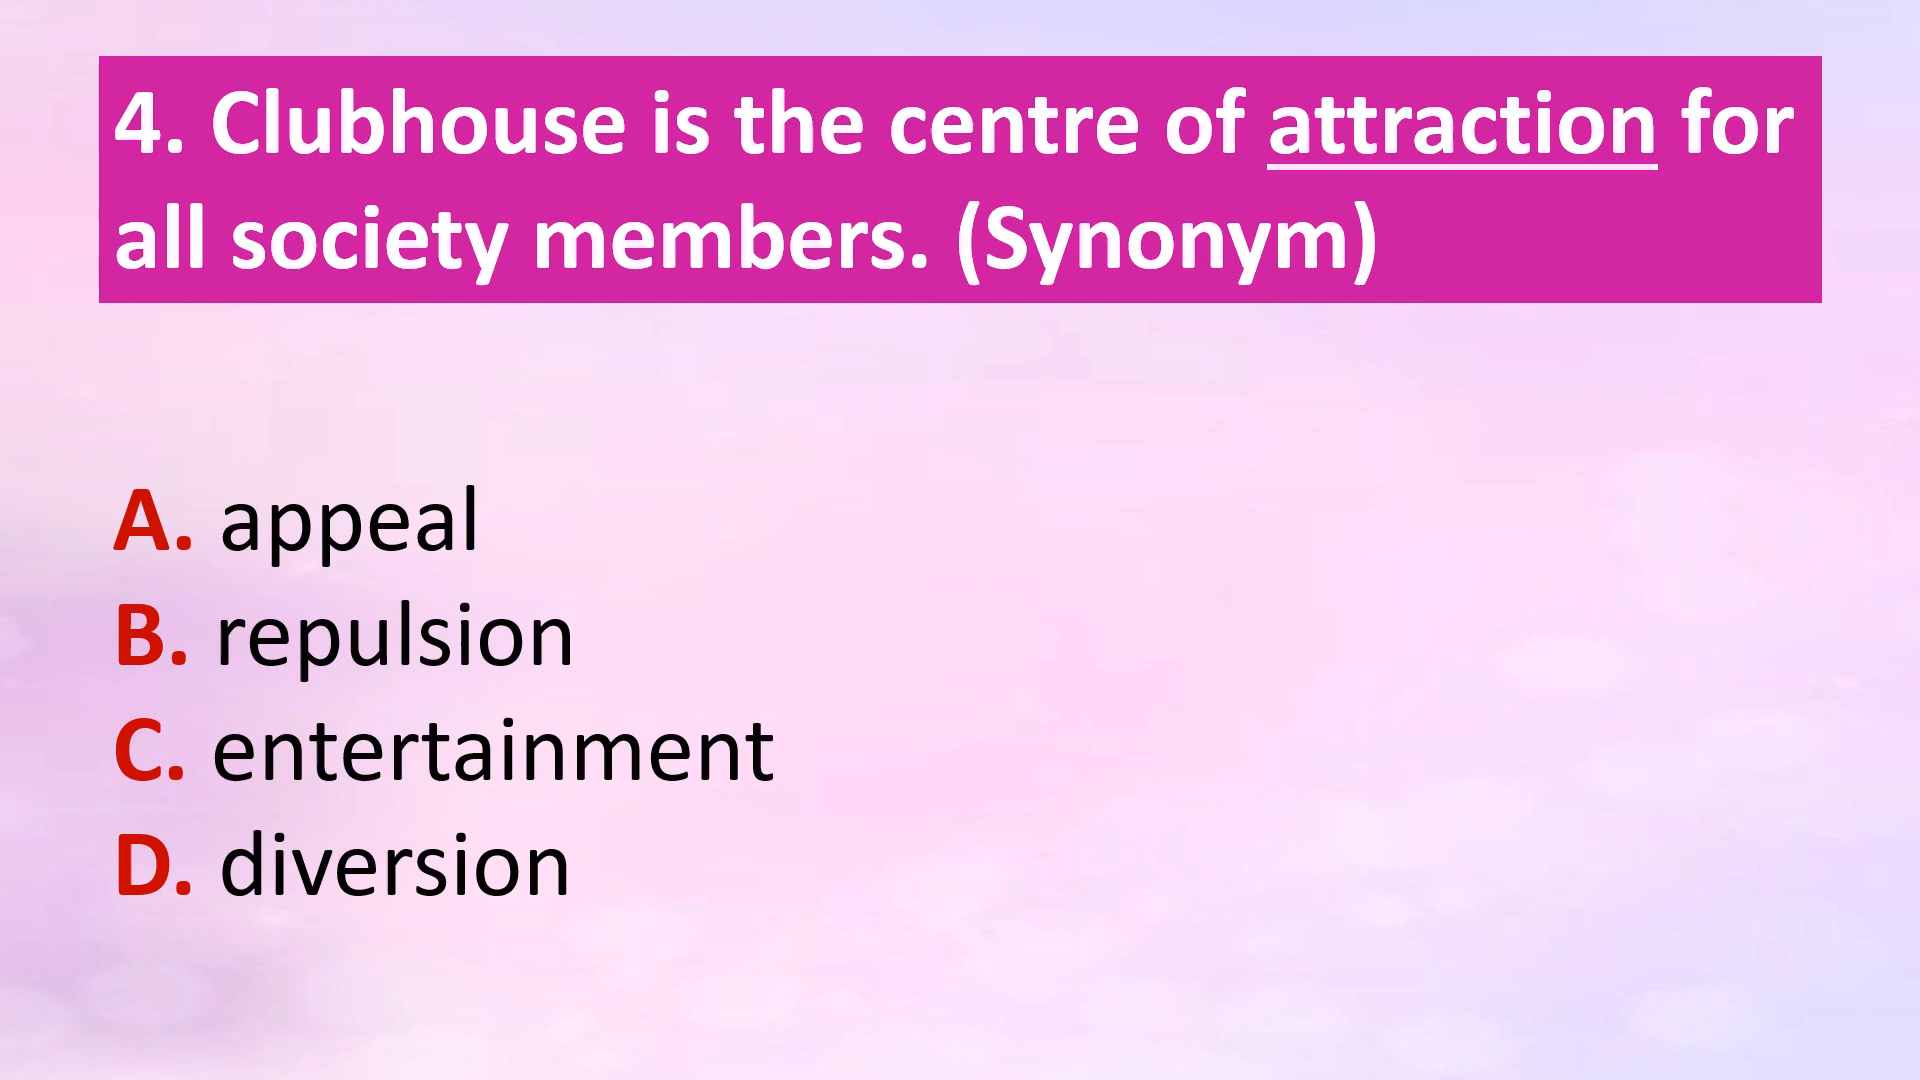 4. Clubhouse is the centre of attraction for
all society members. (Synonym)
A. appeal
B. repulsion
C. entertainment
D. diversion